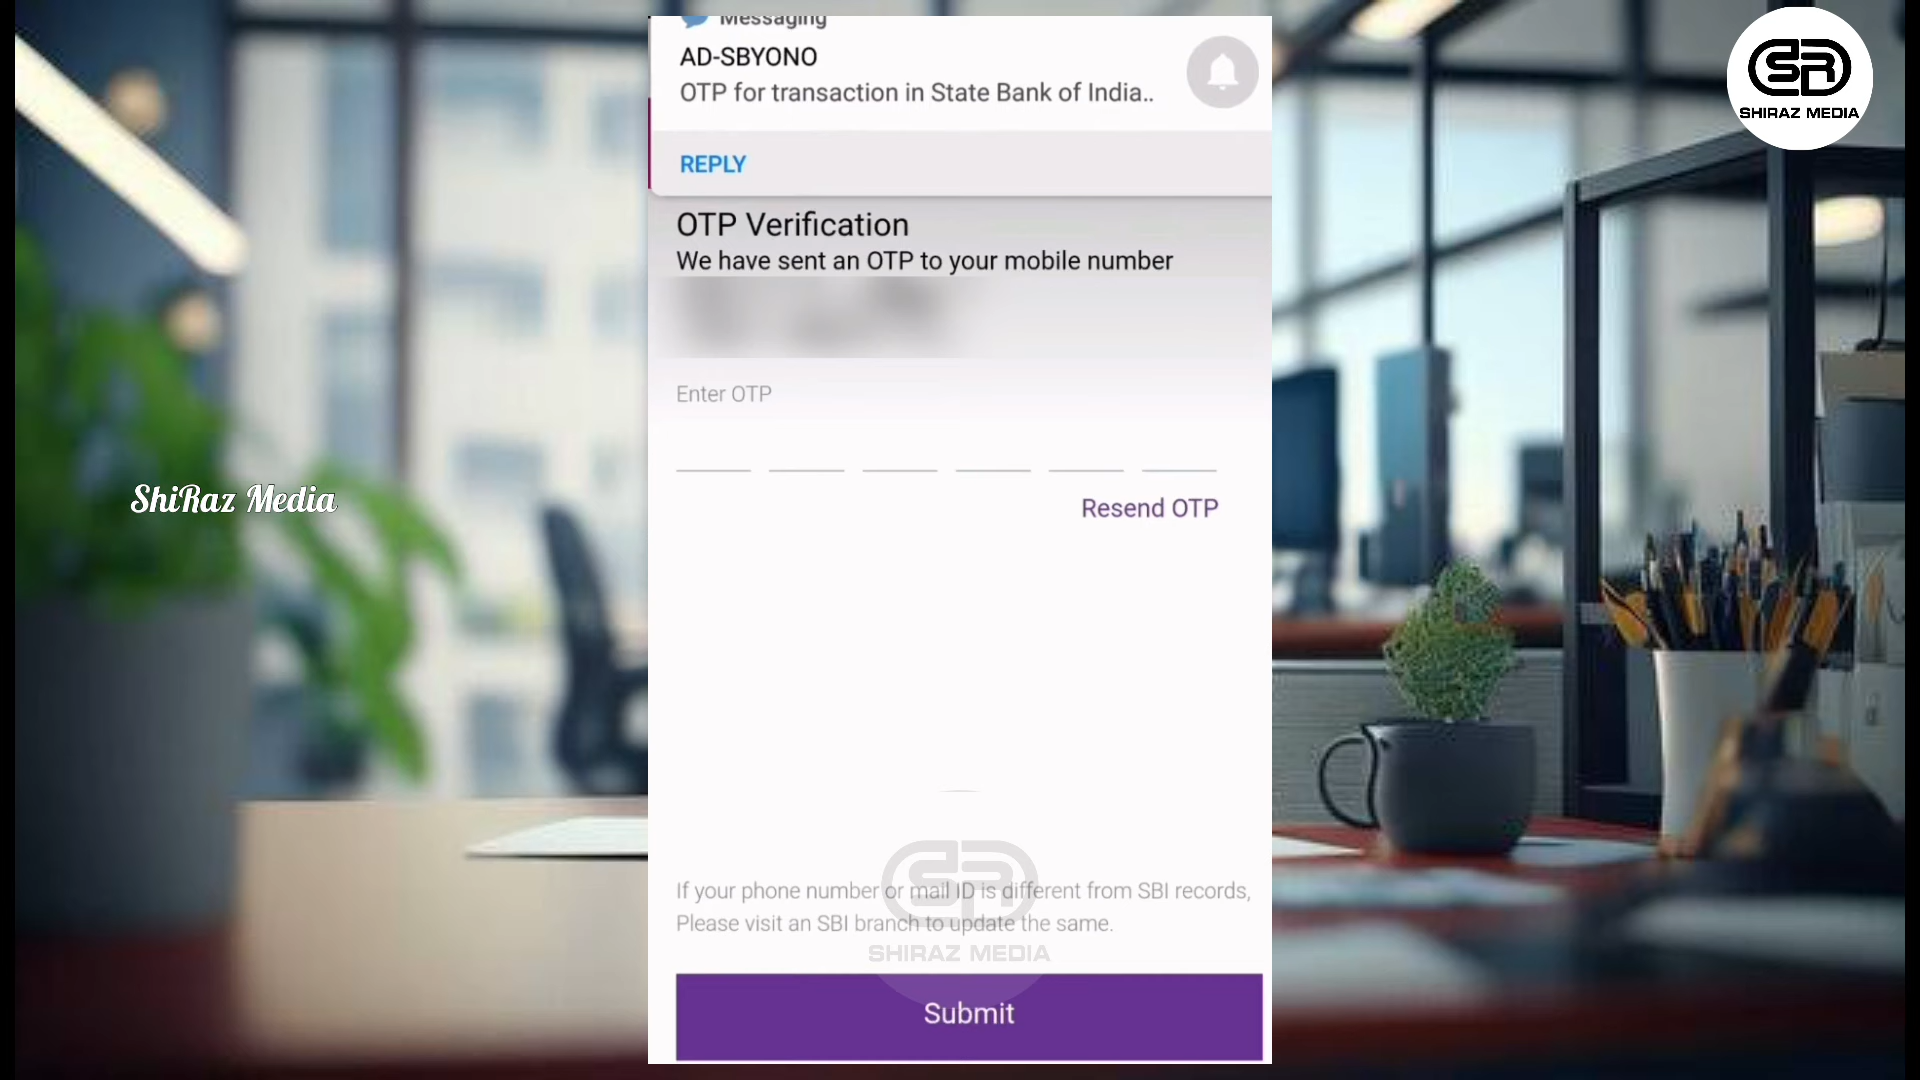 Messaging
AD-SBYONO
OTP for transaction in State Bank of India..
REPLY
OTP Verification
We have sent an OTP to your mobile number
Enter OTP
Resend OTP
If your phone number or mail ID is different from SBI records,
Please visit an SBI branch to update the same.
SHIRAZ MEDIA
Submit
ShiRaz Media
SR
SHIRAZ MEDIA